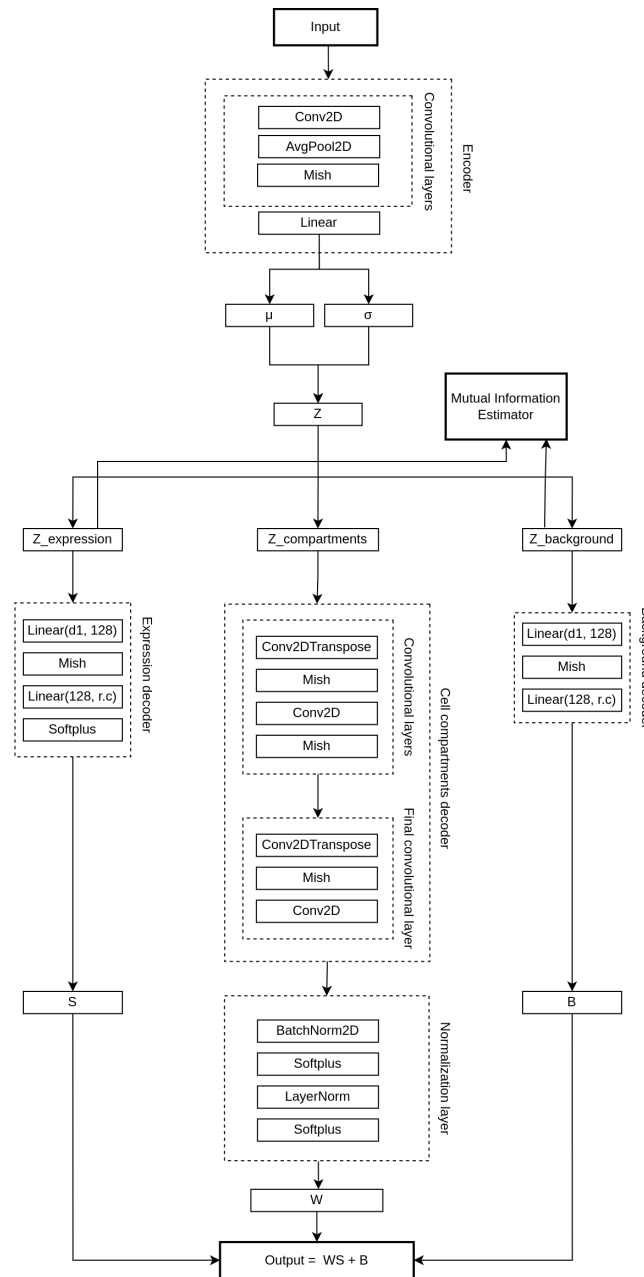 Input
Conv2D
AvgPool2D
Mish
Convolutional layers
Linear
Encoder
μ
σ
Z
Mutual Information
Estimator
Z_expression
Z_compartments
Z_background
Linear(d1, 128)
Mish
Linear(128, r.c)
Softplus
Expression decoder
Conv2DTranspose
Mish
Conv2D
Mish
Convolutional layers
Conv2DTranspose
Mish
Conv2D
Final convolutional layer
Cell compartments decoder
Linear(d1, 128)
Mish
Linear(128, r.c)
S
B
BatchNorm2D
Softplus
LayerNorm
Softplus
Normalization layer
W
Output = WS + B